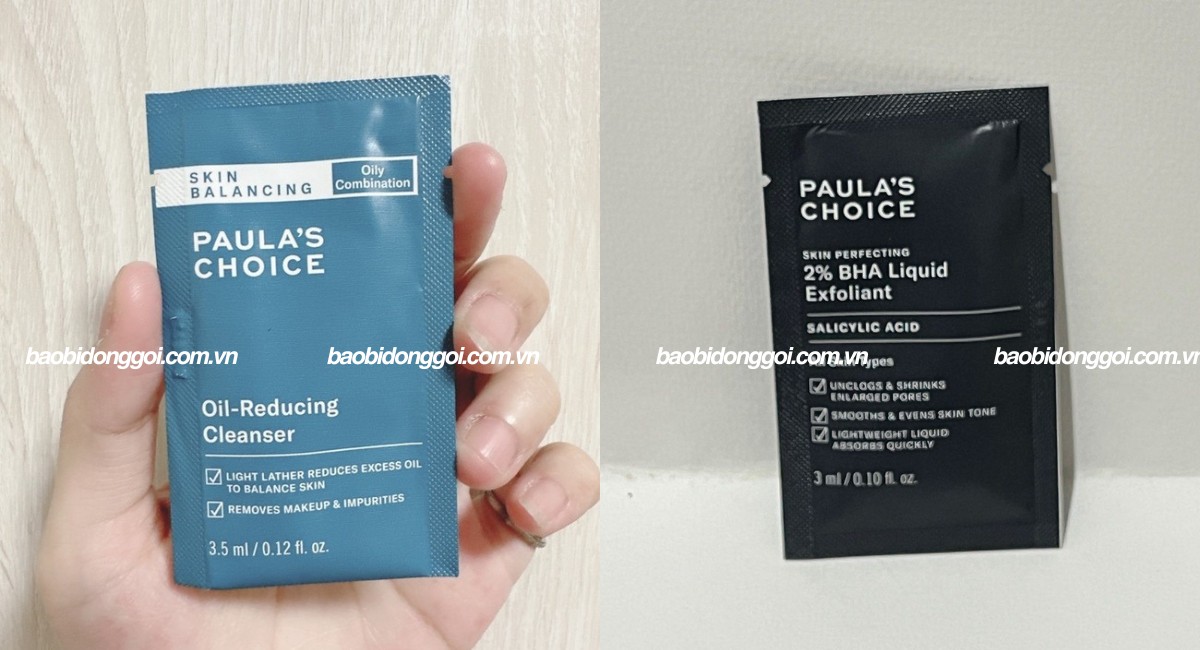 SKIN
BALANCING
Oily
Combination
PAULA'S
CHOICE
Oil-Reducing
Cleanser
☑ LIGHT LATHER REDUCES EXCESS OIL
TO BALANCE SKIN
☑ REMOVES MAKEUP & IMPURITIES
3.5 ml / 0.12 fl. oz.
baobidonggoi.com.vn
baobidonggoi.com.vn
PAULA'S
CHOICE
SKIN PERFECTING
2% BHA Liquid
Exfoliant
SALICYLIC ACID
All Skin Types
☑ UNCLOGS & SHRINKS
ENLARGED PORES
☑ SMOOTHS & EVENS SKIN TONE
☑ LIGHTWEIGHT LIQUID
ABSORBS QUICKLY
3 ml / 0.10 fl. oz.
baobidonggoi.com.vn
baobidonggoi.com.vn